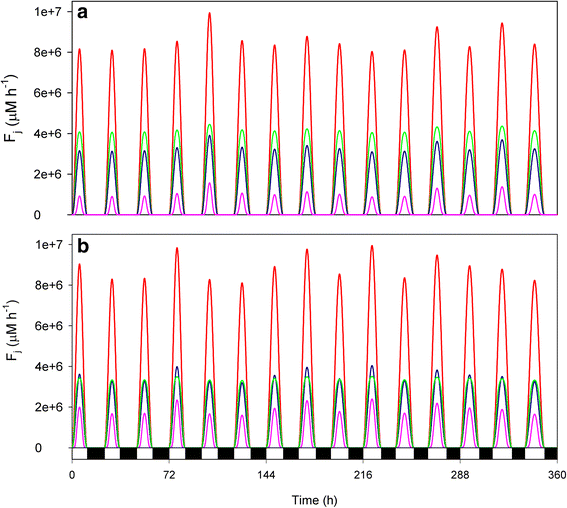 a
1e+7
8e+6
6e+6
4e+6
2e+6
0
Fj (µM h-1)
b
1e+7
8e+6
6e+6
4e+6
2e+6
0
Fj (µM h-1)
0 72 144 216 288 360
Time (h)